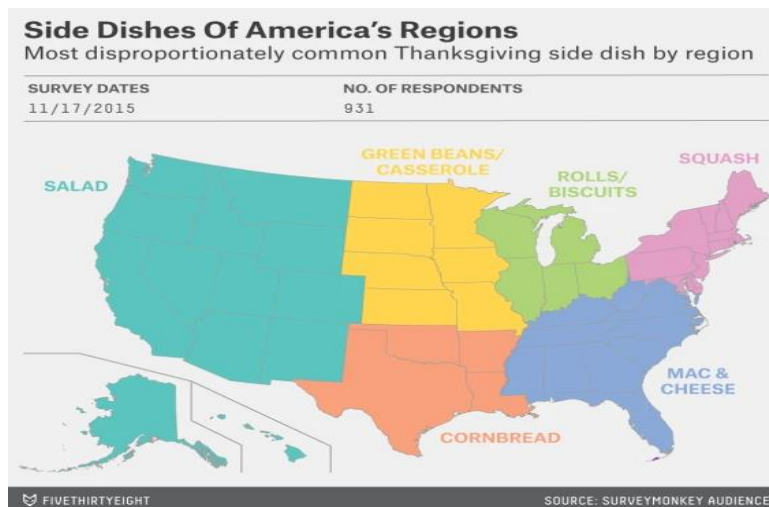 Side Dishes Of America's Regions
Most disproportionately common Thanksgiving side dish by region
SURVEY DATES
11/17/2015
NO. OF RESPONDENTS
931
SALAD
GREEN BEANS/
CASSEROLE
ROLLS/
BISCUITS
SQUASH
MAC &
CHEESE
CORNBREAD
FIVETHIRTYEIGHT
SOURCE: SURVEYMONKEY AUDIENCE